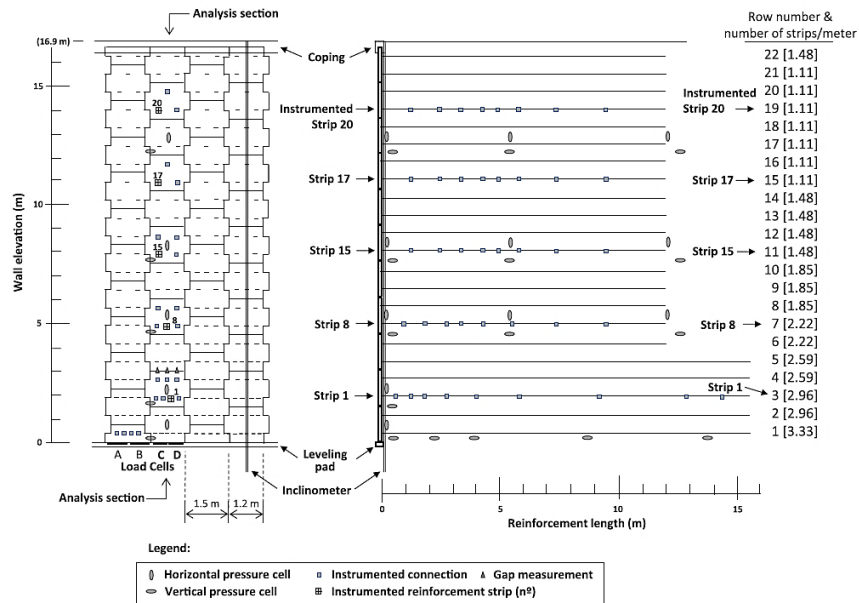 Analysis section
Row number &
number of strips/meter
(16.9 m)
Coping
22 [1.48]
21 [1.11]
15
20 [1.11]
20
Instrumented
Strip 20
Instrumented
Strip 20
19 [1.11]
18 [1.11]
17 [1.11]
16 [1.11]
17
Strip 17
Strip 17
15 [1.11]
14 [1.48]
10
13 [1.48]
12 [1.48]
Wall elevation (m)
15
Strip 15
Strip 15
11 [1.48]
10 [1.85]
9 [1.85]
8 [1.85]
5
8
Strip 8
Strip 8
7 [2.22]
6 [2.22]
5 [2.59]
4 [2.59]
1
Strip 1
Strip 1
3 [2.96]
2 [2.96]
1 [3.33]
0
A B C D
Load Cells
Leveling
pad
Analysis section
Inclinometer
1.5 m
1.2 m
0
5
10
15
Reinforcement length (m)
Legend:
Horizontal pressure cell
Instrumented connection
Gap measurement
Vertical pressure cell
Instrumented reinforcement strip (nº)